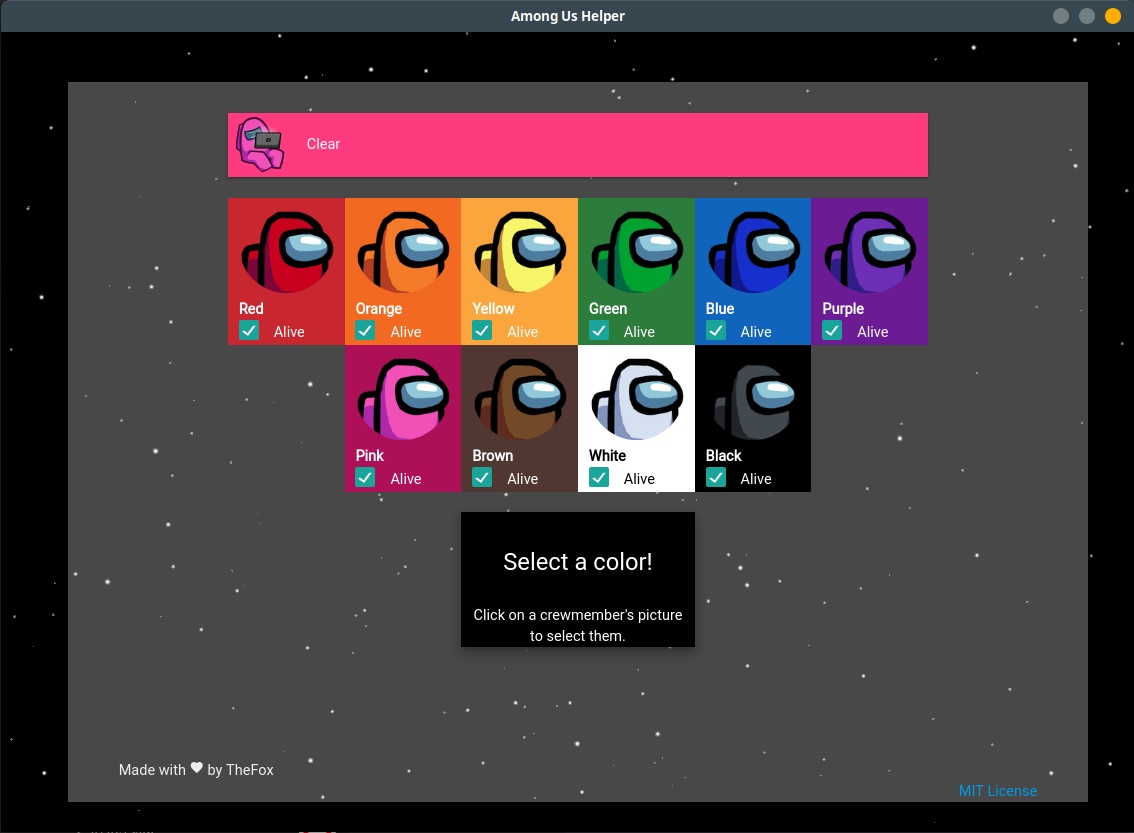 Among Us Helper
Clear
Red Orange Yellow Green Blue Purple
Alive Alive Alive Alive Alive Alive
Pink Brown White Black
Alive Alive Alive Alive
Select a color!
Click on a crewmember's picture
to select them.
Made with by TheFox
MIT License